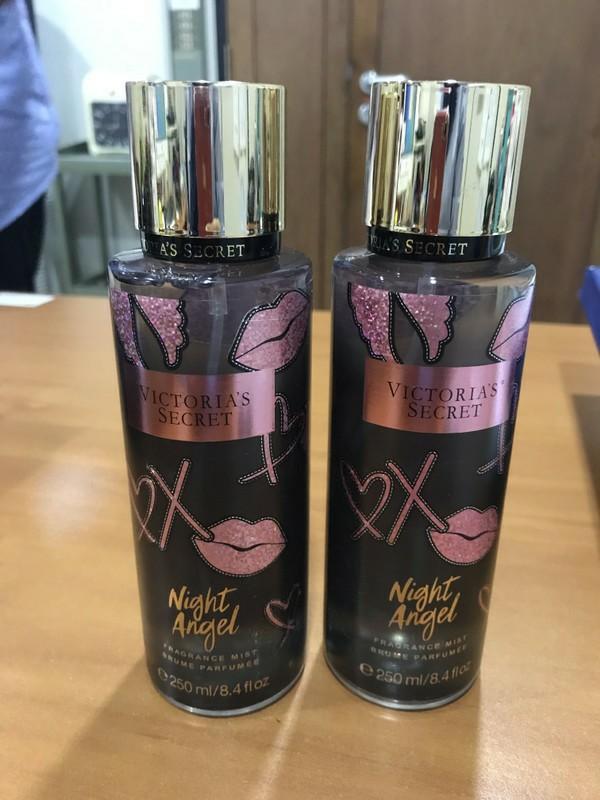 VICTORIA'S SECRET
VICTORIA'S
SECRET
Night
Angel
FRAGRANCE MIST
BRUME PARFUMÉE
℮ 250 ml/8.4 fl oz
SECRET
VICTORIA'S
SECRET
Night
Angel
FRAGRANCE MIST
BRUME PARFUMÉE
℮ 250 ml/8.4 fl oz